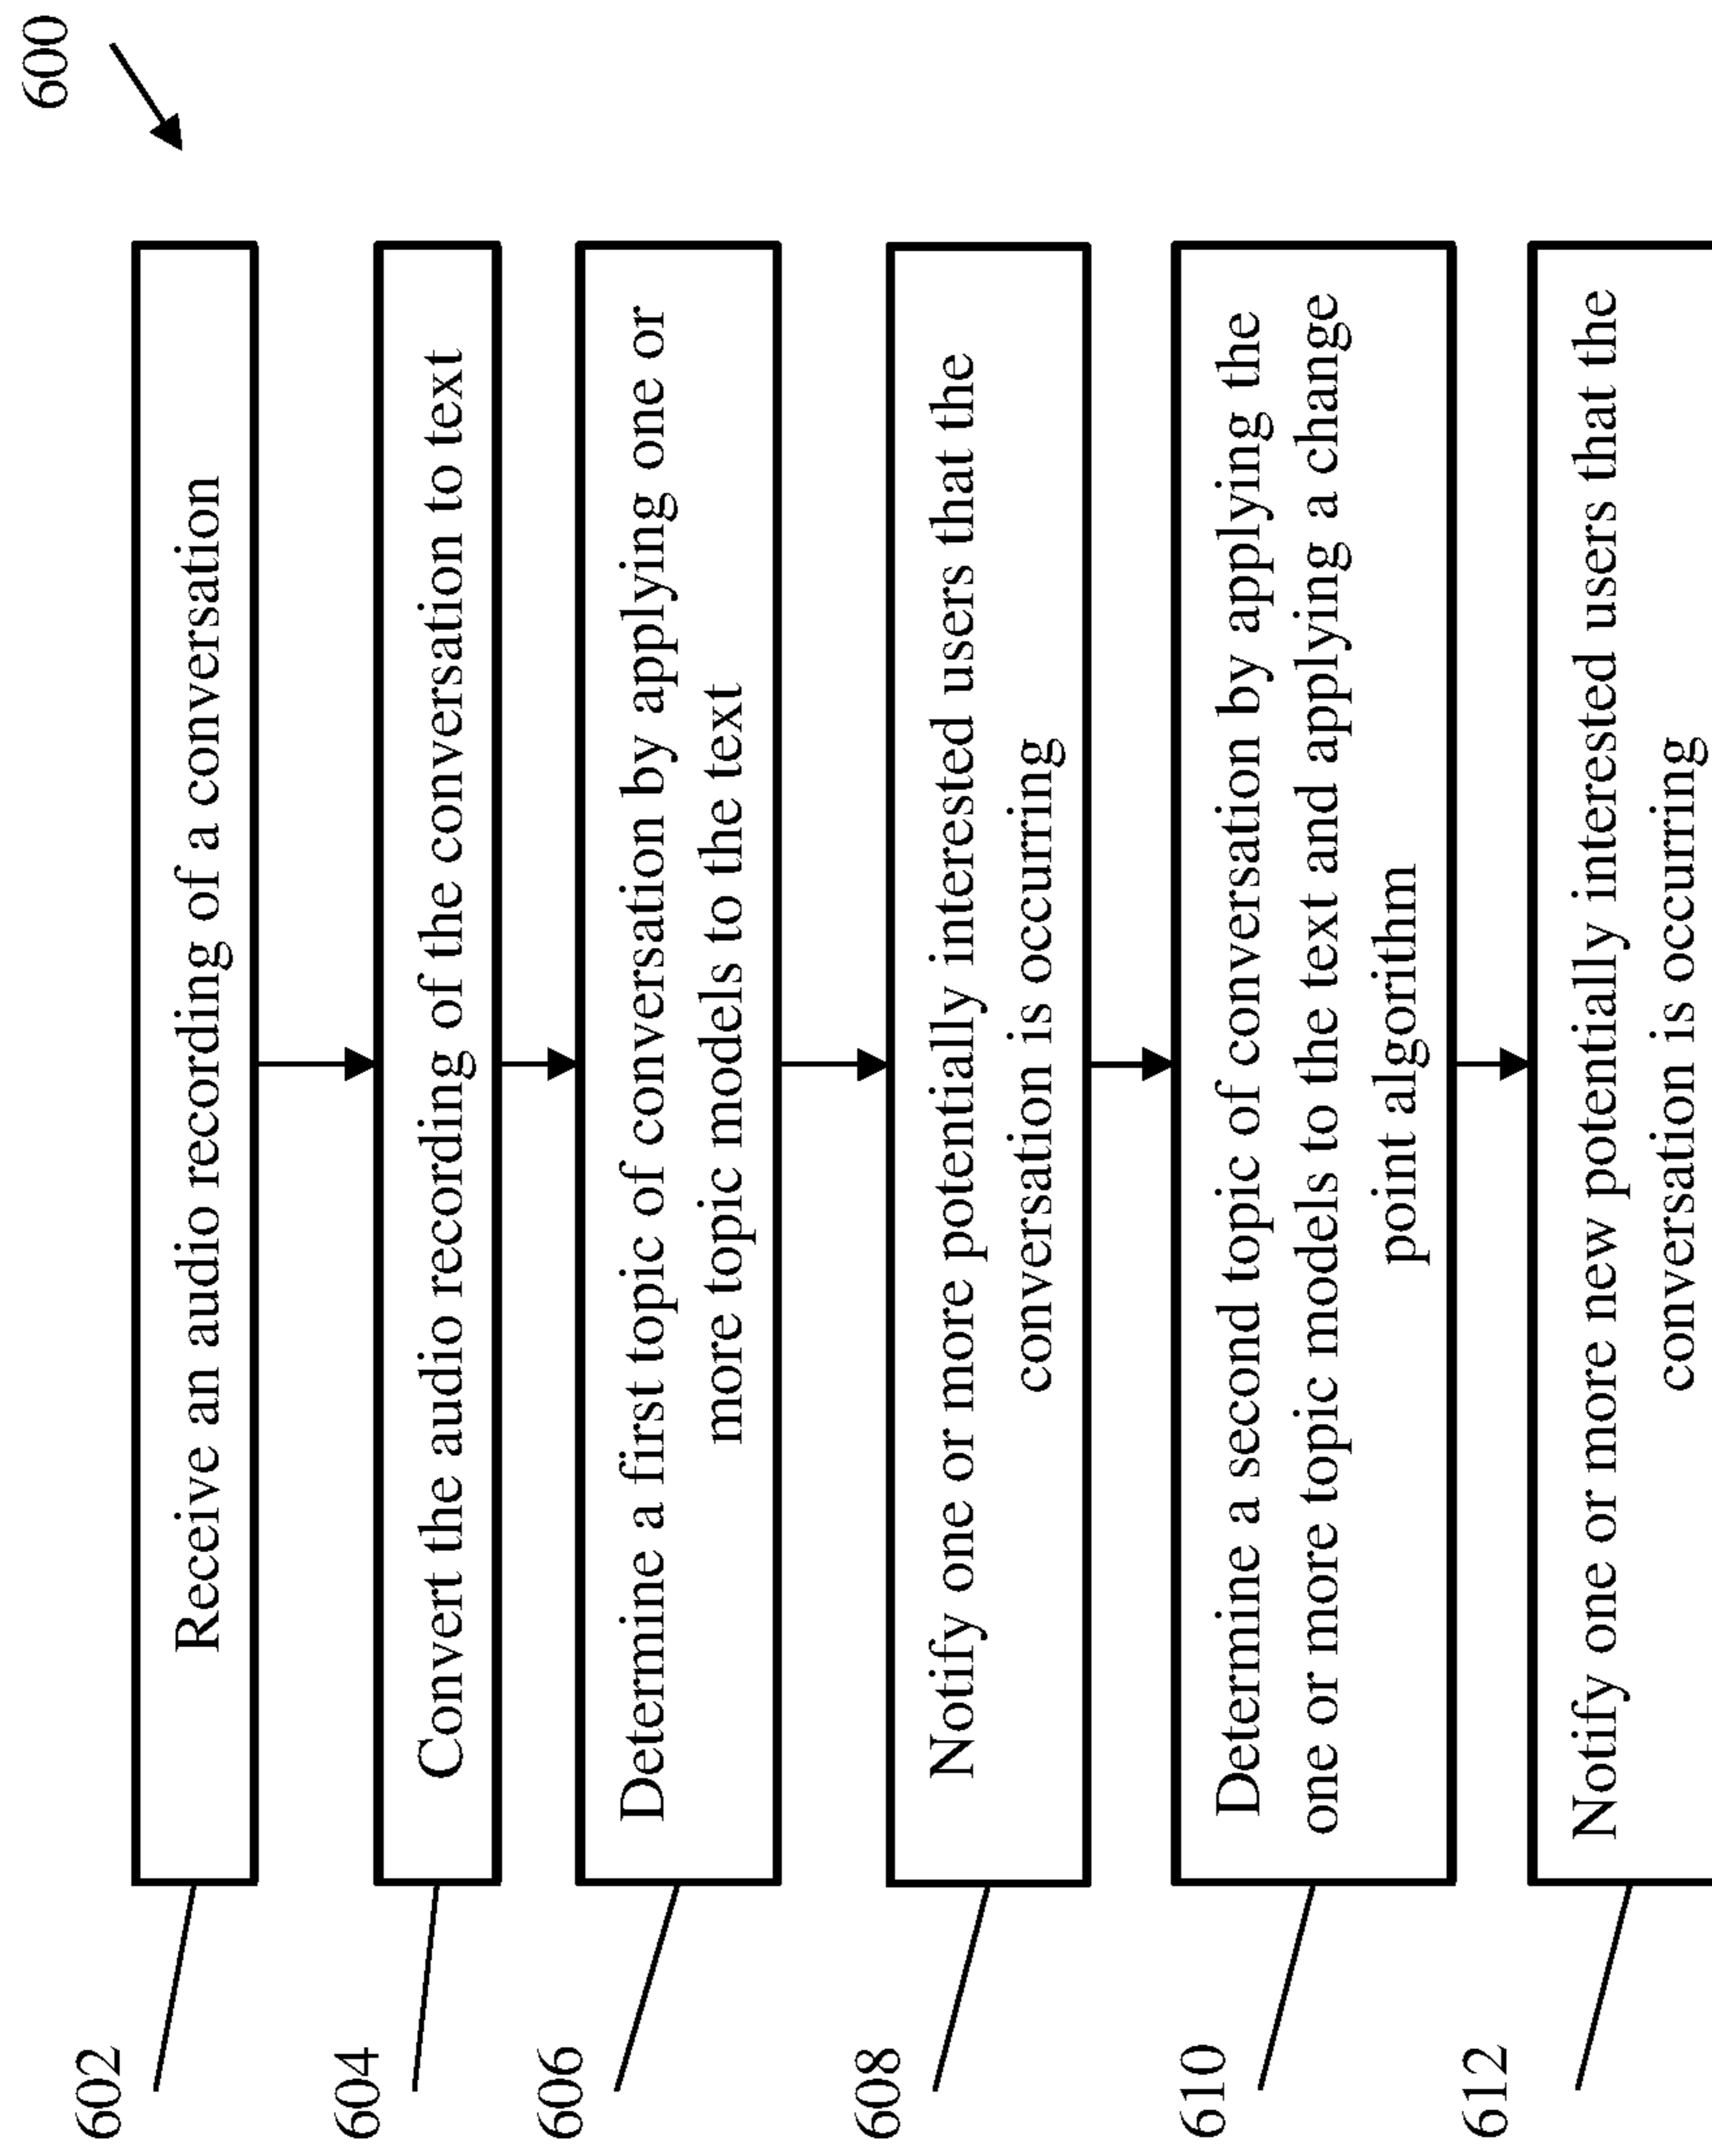 600
602
Receive an audio recording of a conversation
604
Convert the audio recording of the conversation to text
606
Determine a first topic of conversation by applying one or
more topic models to the text
608
Notify one or more potentially interested users that the
conversation is occurring
610
Determine a second topic of conversation by applying the
one or more topic models to the text and applying a change
point algorithm
612
Notify one or more new potentially interested users that the
conversation is occurring